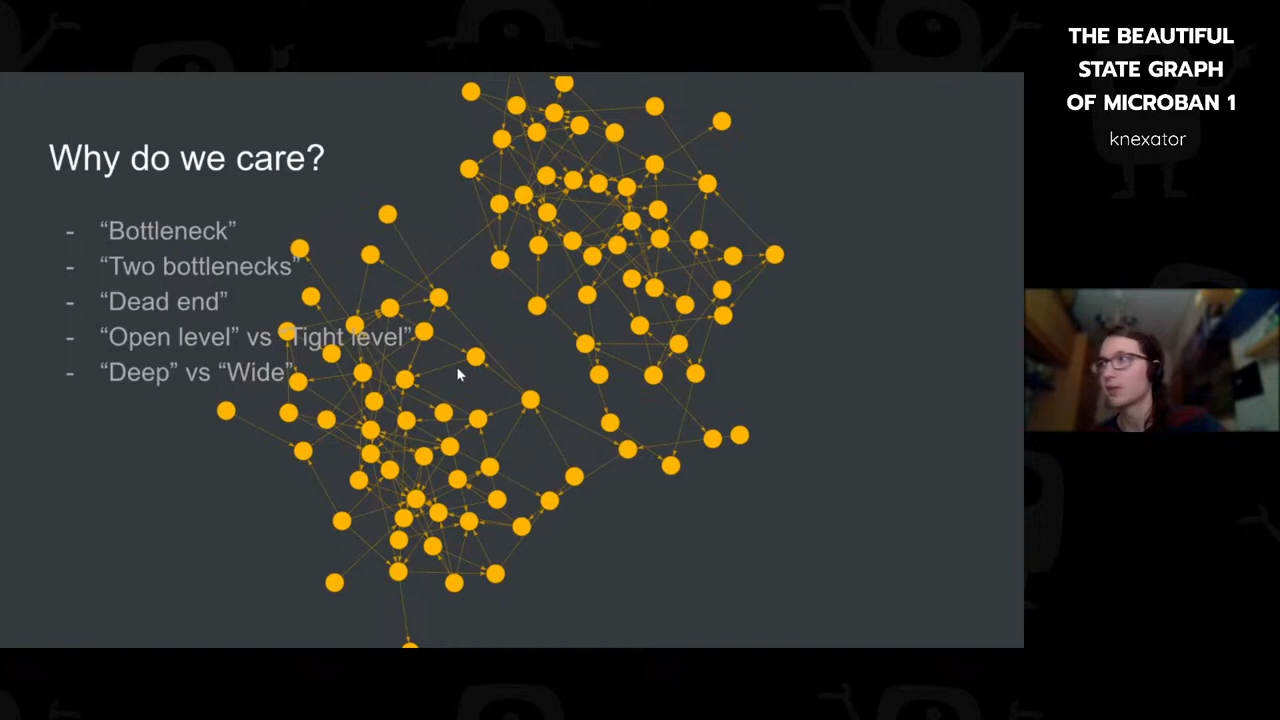 THE BEAUTIFUL
STATE GRAPH
OF MICROBAN 1
knexator
Why do we care?
- “Bottleneck”
- “Two bottlenecks”
- “Dead end”
- “Open level” vs “Tight level”
- “Deep” vs “Wide”